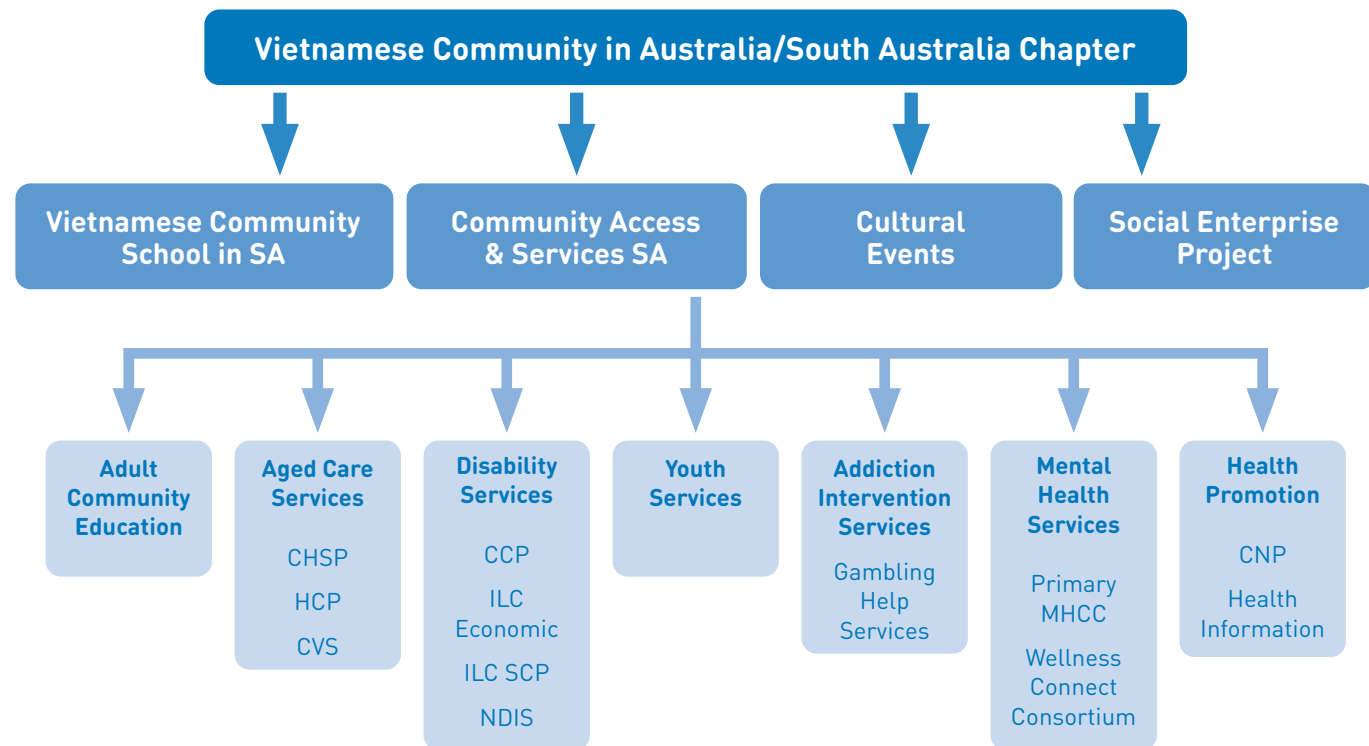 Vietnamese Community in Australia/South Australia Chapter
Vietnamese Community
School in SA
Community Access
& Services SA
Cultural
Events
Social Enterprise
Project
Adult
Community
Education
Aged Care
Services
CHSP
HCP
CVS
Disability
Services
CCP
ILC
Economic
ILC SCP
NDIS
Youth
Services
Addiction
Intervention
Services
Gambling
Help
Services
Mental
Health
Services
Primary
MHCC
Wellness
Connect
Consortium
Health
Promotion
CNP
Health
Information